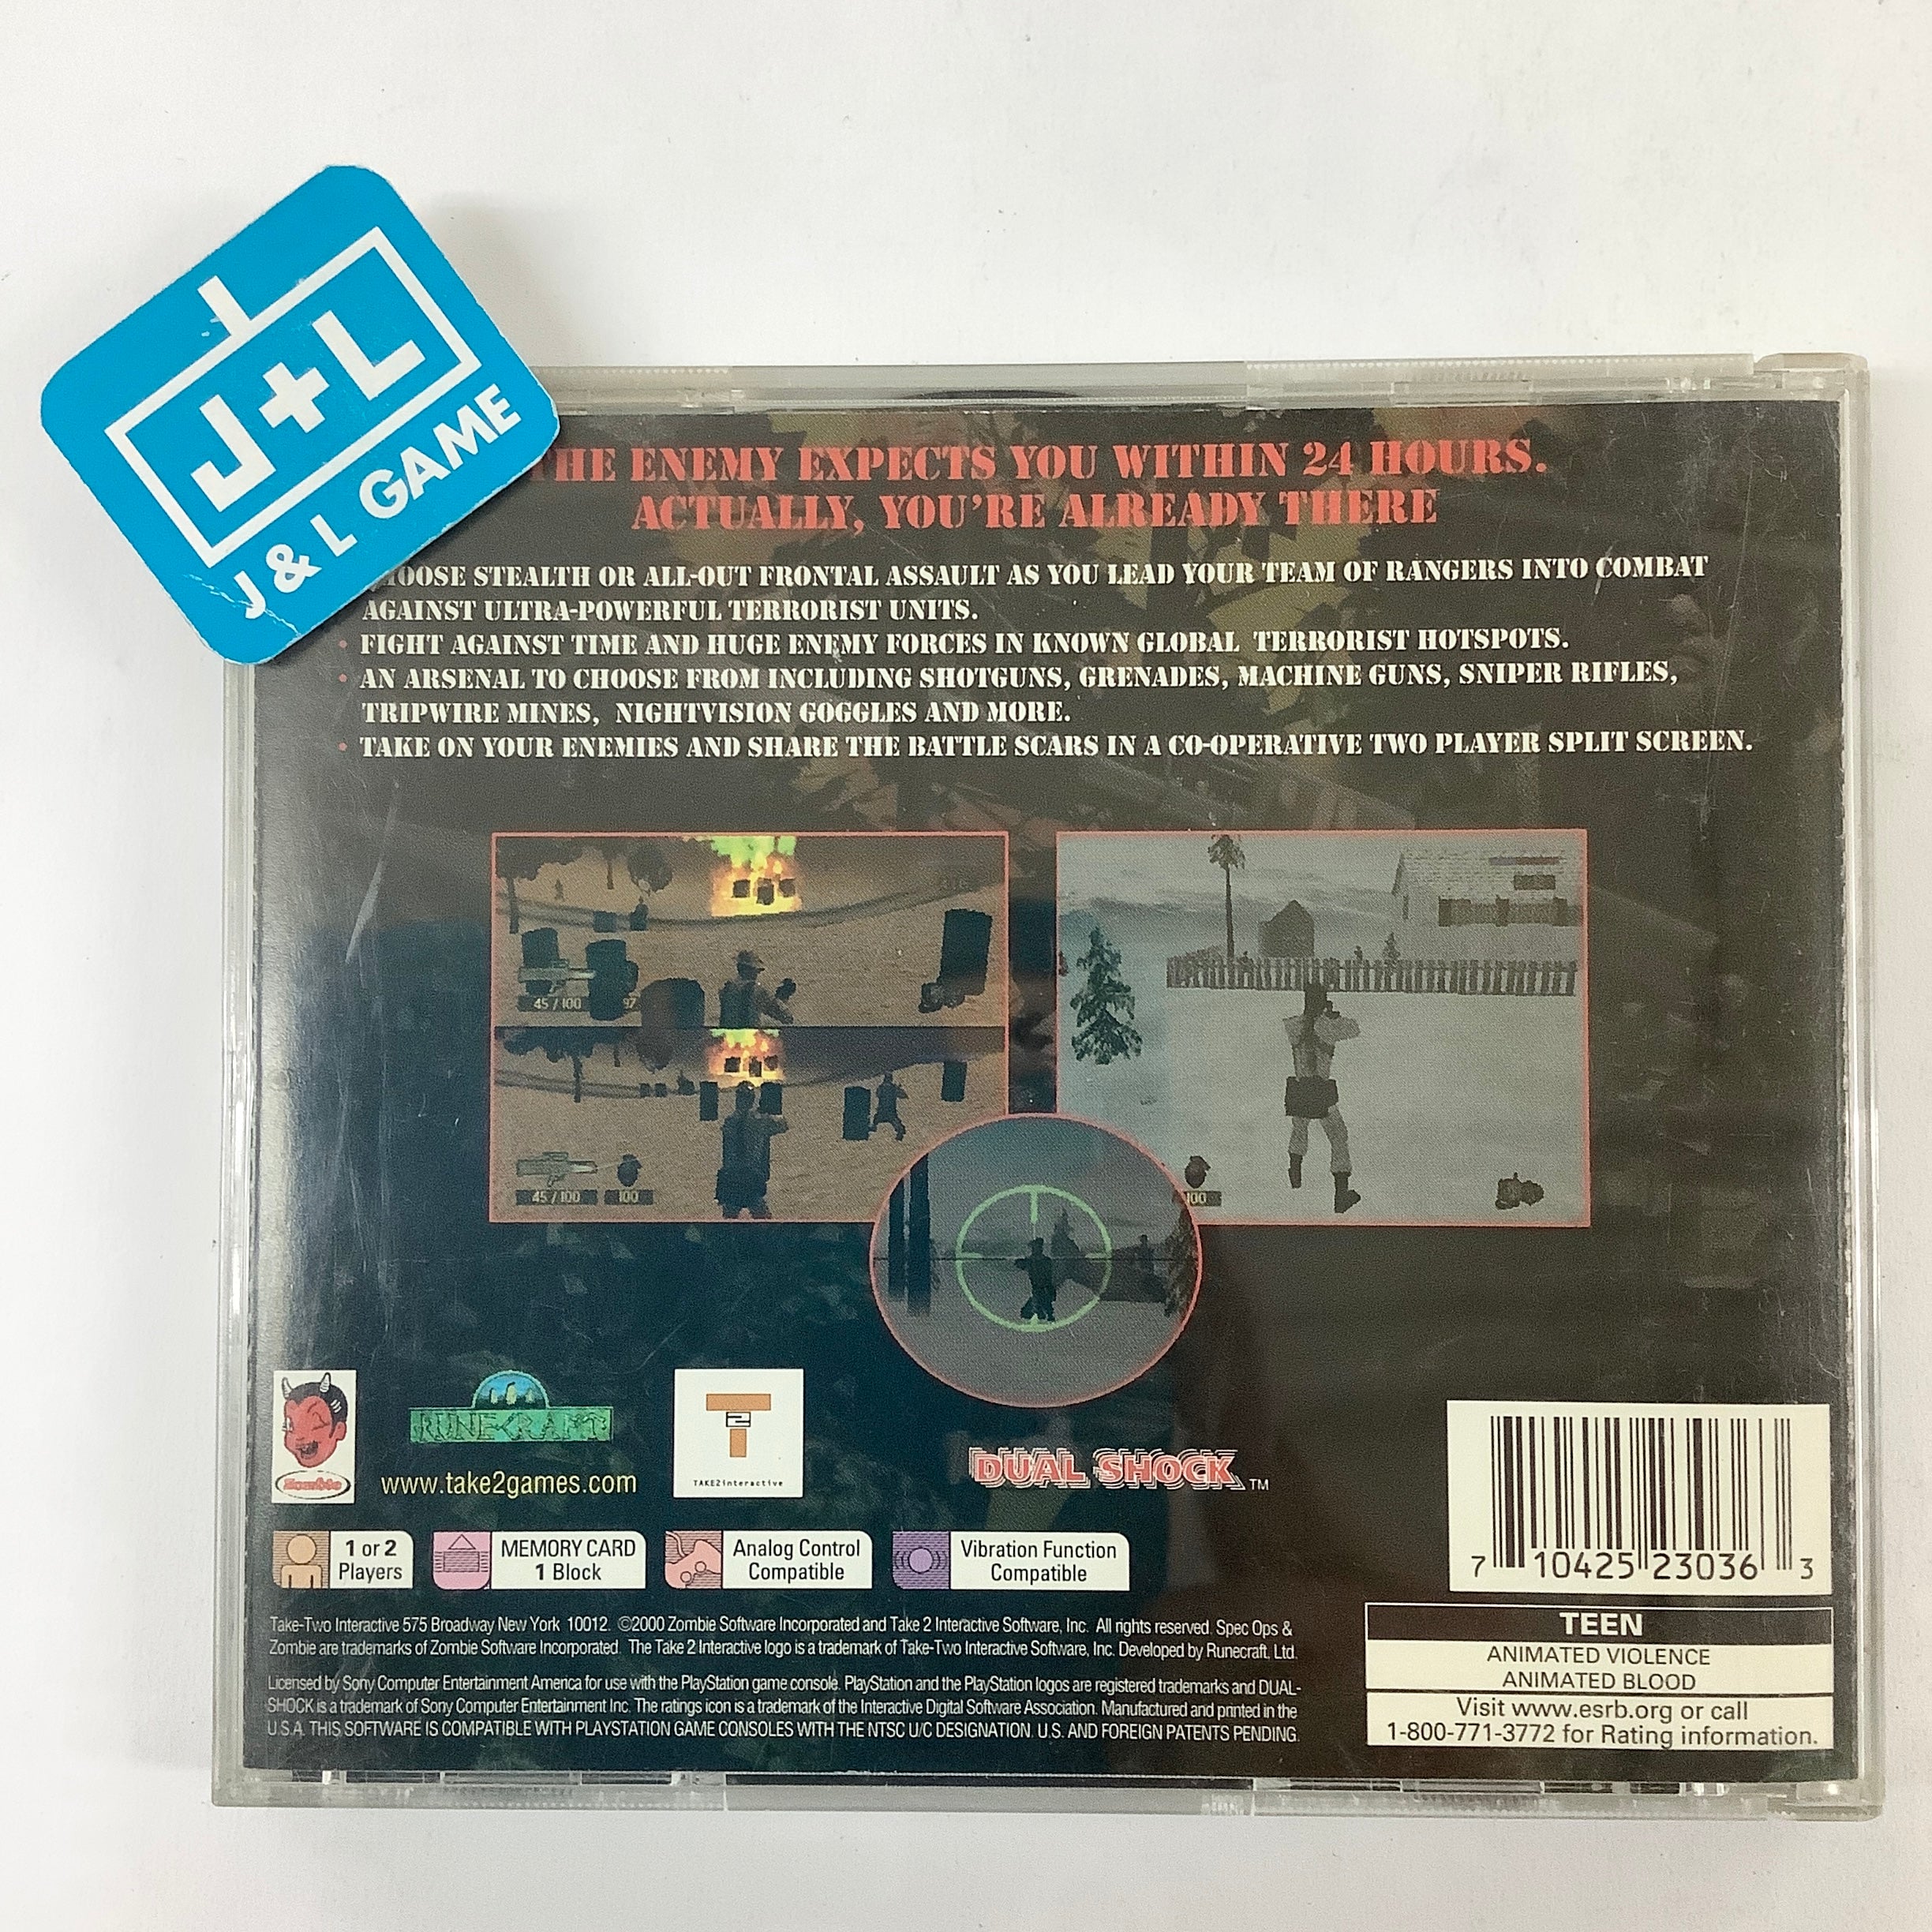 J+L
J & L GAME
THE ENEMY EXPECTS YOU WITHIN 24 HOURS.
ACTUALLY, YOU'RE ALREADY THERE
CHOOSE STEALTH OR ALL-OUT FRONTAL ASSAULT AS YOU LEAD YOUR TEAM OF RANGERS INTO COMBAT
AGAINST ULTRA-POWERFUL TERRORIST UNITS.
• FIGHT AGAINST TIME AND HUGE ENEMY FORCES IN KNOWN GLOBAL TERRORIST HOTSPOTS.
• AN ARSENAL TO CHOOSE FROM INCLUDING SHOTGUNS, GRENADES, MACHINE GUNS, SNIPER RIFLES,
TRIPWIRE MINES, NIGHTVISION GOGGLES AND MORE.
• TAKE ON YOUR ENEMIES AND SHARE THE BATTLE SCARS IN A CO-OPERATIVE TWO PLAYER SPLIT SCREEN.
45/100 97
45/100 100
100
Zombie
RUNECRAFT
www.take2games.com
T2
TAKE2interactive
DUAL SHOCK™
1 or 2
Players
MEMORY CARD
1 Block
Analog Control
Compatible
Vibration Function
Compatible
7 10425 23036 3
Take-Two Interactive 575 Broadway New York 10012. ©2000 Zombie Software Incorporated and Take 2 Interactive Software, Inc. All rights reserved. Spec Ops &
Zombie are trademarks of Zombie Software Incorporated. The Take 2 Interactive logo is a trademark of Take-Two Interactive Software, Inc. Developed by Runecraft, Ltd.
Licensed by Sony Computer Entertainment America for use with the PlayStation game console. PlayStation and the PlayStation logos are registered trademarks and DUAL-
SHOCK is a trademark of Sony Computer Entertainment Inc. The ratings icon is a trademark of the Interactive Digital Software Association. Manufactured and printed in the
U.S.A. THIS SOFTWARE IS COMPATIBLE WITH PLAYSTATION GAME CONSOLES WITH THE NTSC U/C DESIGNATION. U.S. AND FOREIGN PATENTS PENDING.
TEEN
ANIMATED VIOLENCE
ANIMATED BLOOD
Visit www.esrb.org or call
1-800-771-3772 for Rating information.